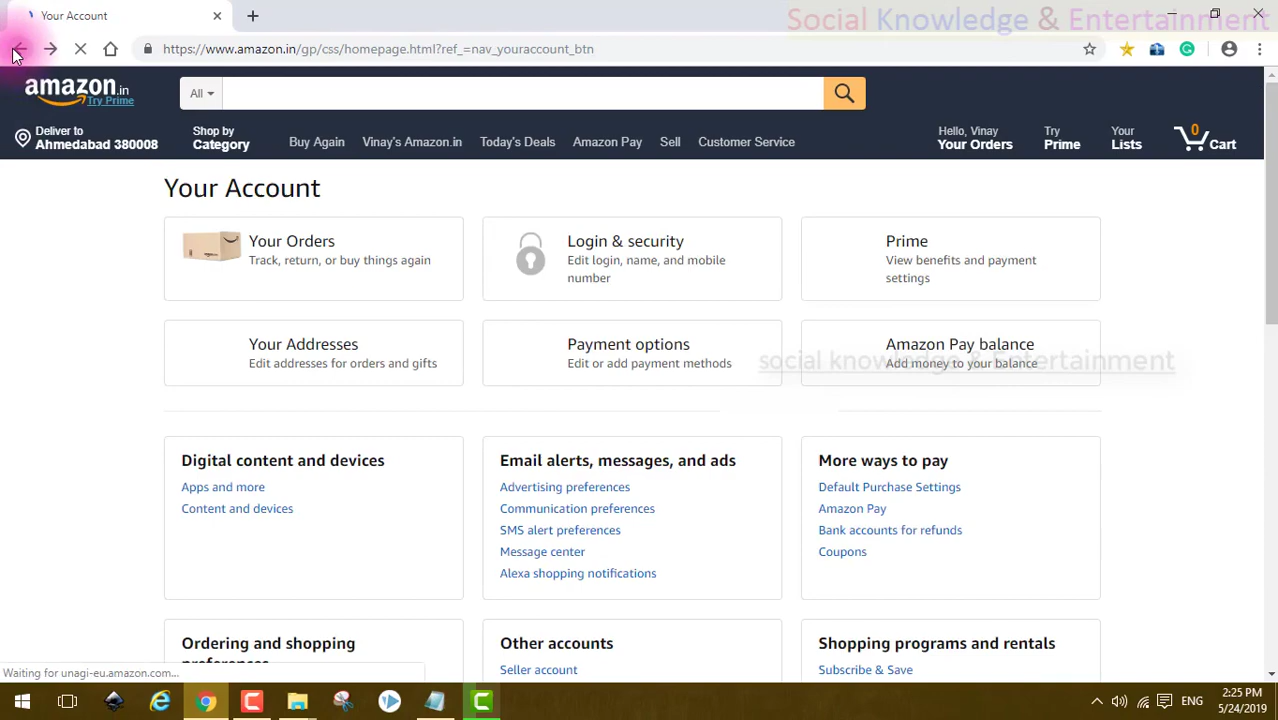 Your Account
Social Knowledge & Entertainment
https://www.amazon.in/gp/css/homepage.html?ref_=nav_youraccount_btn
amazon.in
Try Prime
All
Deliver to
Ahmedabad 380008
Shop by
Category
Buy Again
Vinay's Amazon.in
Today's Deals
Amazon Pay
Sell
Customer Service
Hello, Vinay
Your Orders
Try
Prime
Your
Lists
0
Cart
Your Account
Your Orders
Track, return, or buy things again
Login & security
Edit login, name, and mobile
number
Prime
View benefits and payment
settings
Your Addresses
Edit addresses for orders and gifts
Payment options
Edit or add payment methods
Amazon Pay balance
Add money to your balance
social knowledge & Entertainment
Digital content and devices
Apps and more
Content and devices
Email alerts, messages, and ads
Advertising preferences
Communication preferences
SMS alert preferences
Message center
Alexa shopping notifications
More ways to pay
Default Purchase Settings
Amazon Pay
Bank accounts for refunds
Coupons
Ordering and shopping
preferences
Other accounts
Seller account
Shopping programs and rentals
Subscribe & Save
Waiting for unagi-eu.amazon.com...
ENG
2:25 PM
5/24/2019